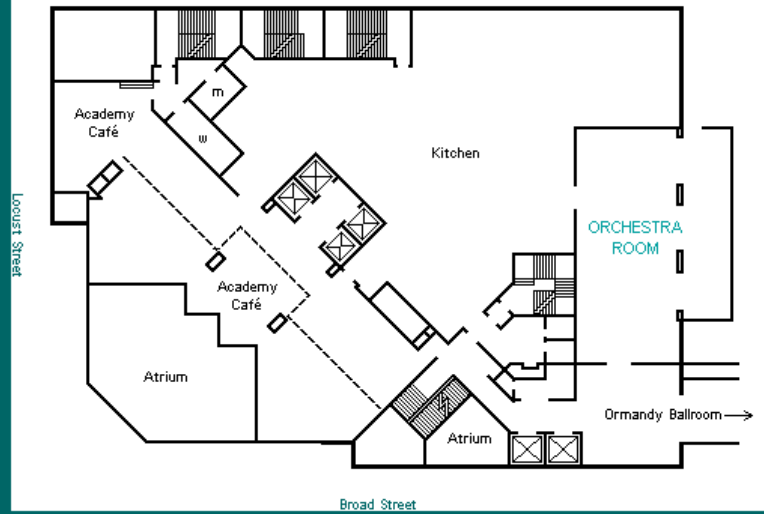 m
Academy
Café
w
Kitchen
Locust Street
ORCHESTRA
ROOM
Academy
Café
Atrium
Ormandy Ballroom
Atrium
Broad Street